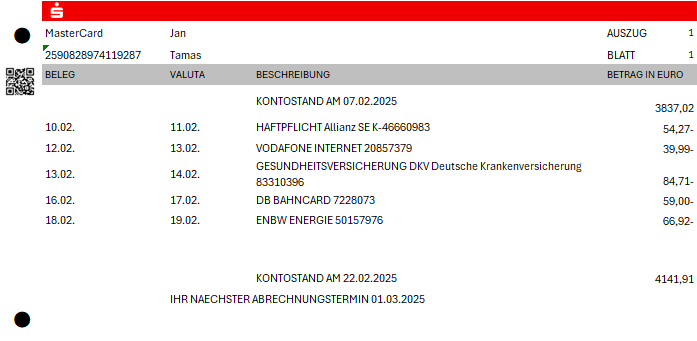 MasterCard Jan AUSZUG 1
2590828974119287 Tamas BLATT 1
BELEG VALUTA BESCHREIBUNG BETRAG IN EURO
KONTOSTAND AM 07.02.2025 3837,02
10.02. 11.02. HAFTPFLICHT Allianz SE K-46660983 54,27-
12.02. 13.02. VODAFONE INTERNET 20857379 39,99-
13.02. 14.02. GESUNDHEITSVERSICHERUNG DKV Deutsche Krankenversicherung
83310396 84,71-
16.02. 17.02. DB BAHNCARD 7228073 59,00-
18.02. 19.02. ENBW ENERGIE 50157976 66,92-
KONTOSTAND AM 22.02.2025 4141,91
IHR NAECHSTER ABRECHNUNGSTERMIN 01.03.2025